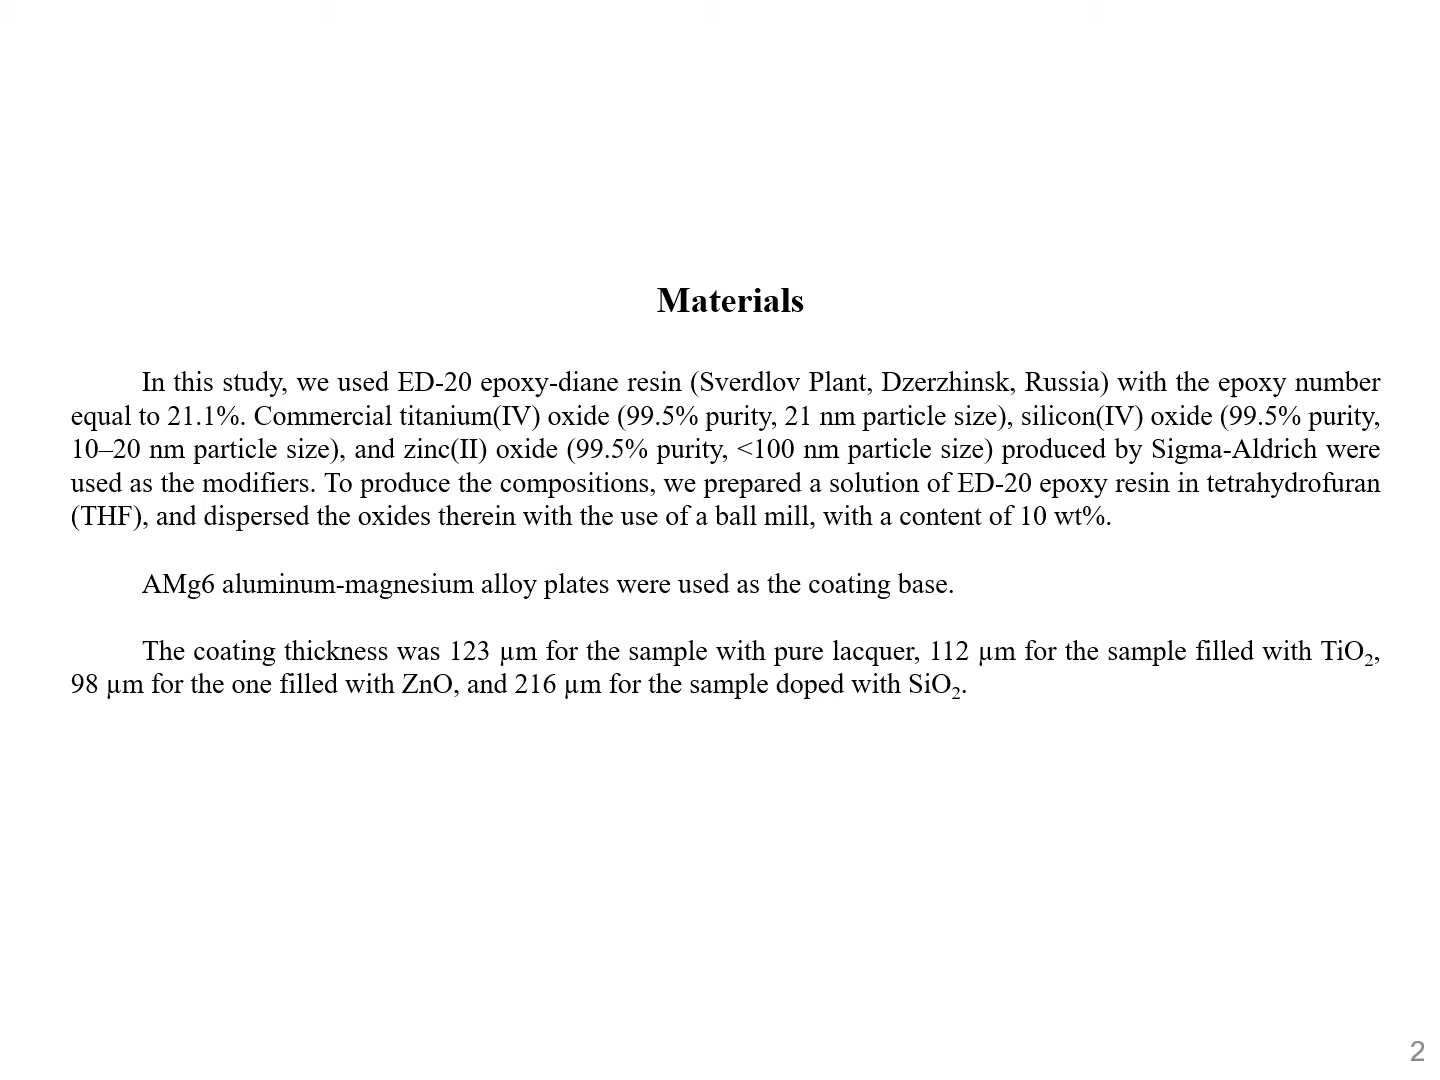 Materials
In this study, we used ED-20 epoxy-diane resin (Sverdlov Plant, Dzerzhinsk, Russia) with the epoxy number
equal to 21.1%. Commercial titanium(IV) oxide (99.5% purity, 21 nm particle size), silicon(IV) oxide (99.5% purity,
10–20 nm particle size), and zinc(II) oxide (99.5% purity, <100 nm particle size) produced by Sigma-Aldrich were
used as the modifiers. To produce the compositions, we prepared a solution of ED-20 epoxy resin in tetrahydrofuran
(THF), and dispersed the oxides therein with the use of a ball mill, with a content of 10 wt%.
AMg6 aluminum-magnesium alloy plates were used as the coating base.
The coating thickness was 123 µm for the sample with pure lacquer, 112 µm for the sample filled with TiO₂,
98 µm for the one filled with ZnO, and 216 µm for the sample doped with SiO₂.
2